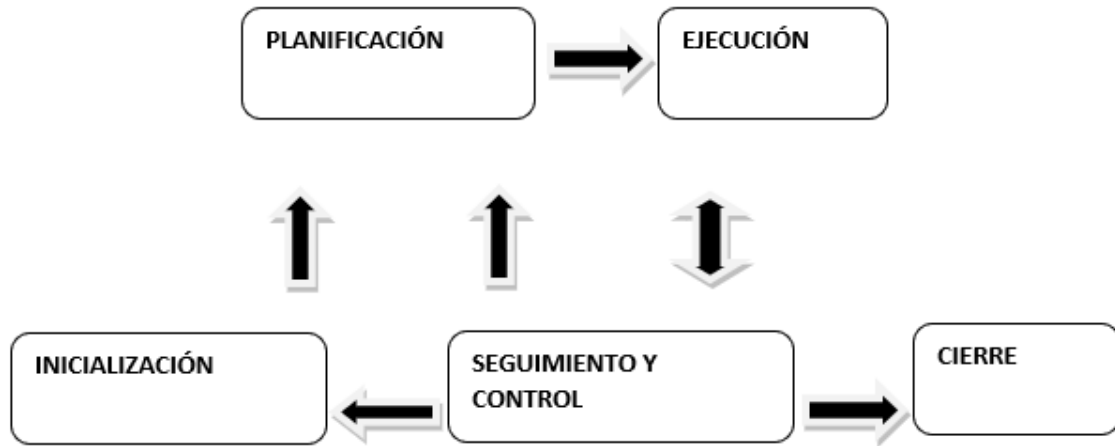 PLANIFICACIÓN
EJECUCIÓN
INICIALIZACIÓN
SEGUIMIENTO Y
CONTROL
CIERRE